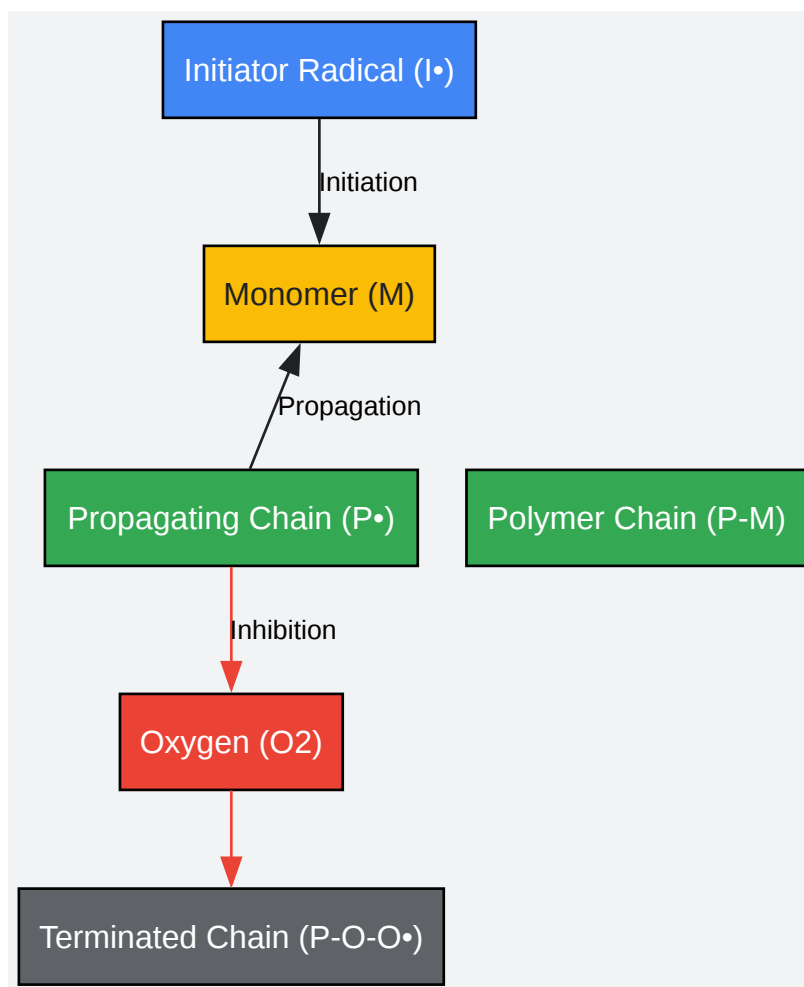 Initiator Radical (I•)
Initiation
Monomer (M)
Propagation
Propagating Chain (P•)
Polymer Chain (P-M)
Inhibition
Oxygen (O2)
Terminated Chain (P-O-O•)